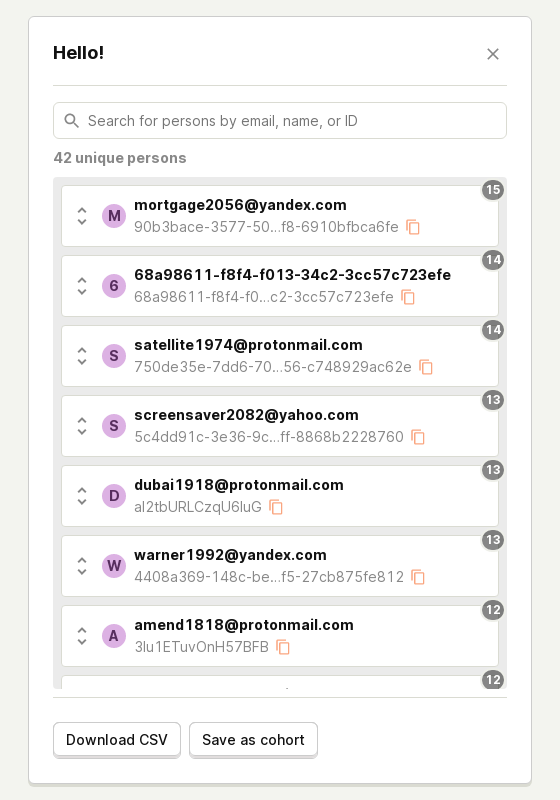 Hello!
Search for persons by email, name, or ID
42 unique persons
15
M
mortgage2056@yandex.com
90b3bace-3577-50…f8-6910bfbca6fe
14
6
68a98611-f8f4-f013-34c2-3cc57c723efe
68a98611-f8f4-f0…c2-3cc57c723efe
14
S
satellite1974@protonmail.com
750de35e-7dd6-70…56-c748929ac62e
13
S
screensaver2082@yahoo.com
5c4dd91c-3e36-9c…ff-8868b2228760
13
D
dubai1918@protonmail.com
al2tbURLCzqU6luG
13
W
warner1992@yandex.com
4408a369-148c-be…f5-27cb875fe812
12
A
amend1818@protonmail.com
3lu1ETuvOnH57BFB
12
Download CSV
Save as cohort